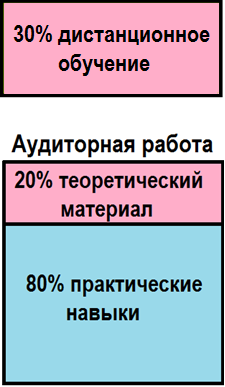 30% дистанционное
обучение
Аудиторная работа
20% теоретический
материал
80% практические
навыки